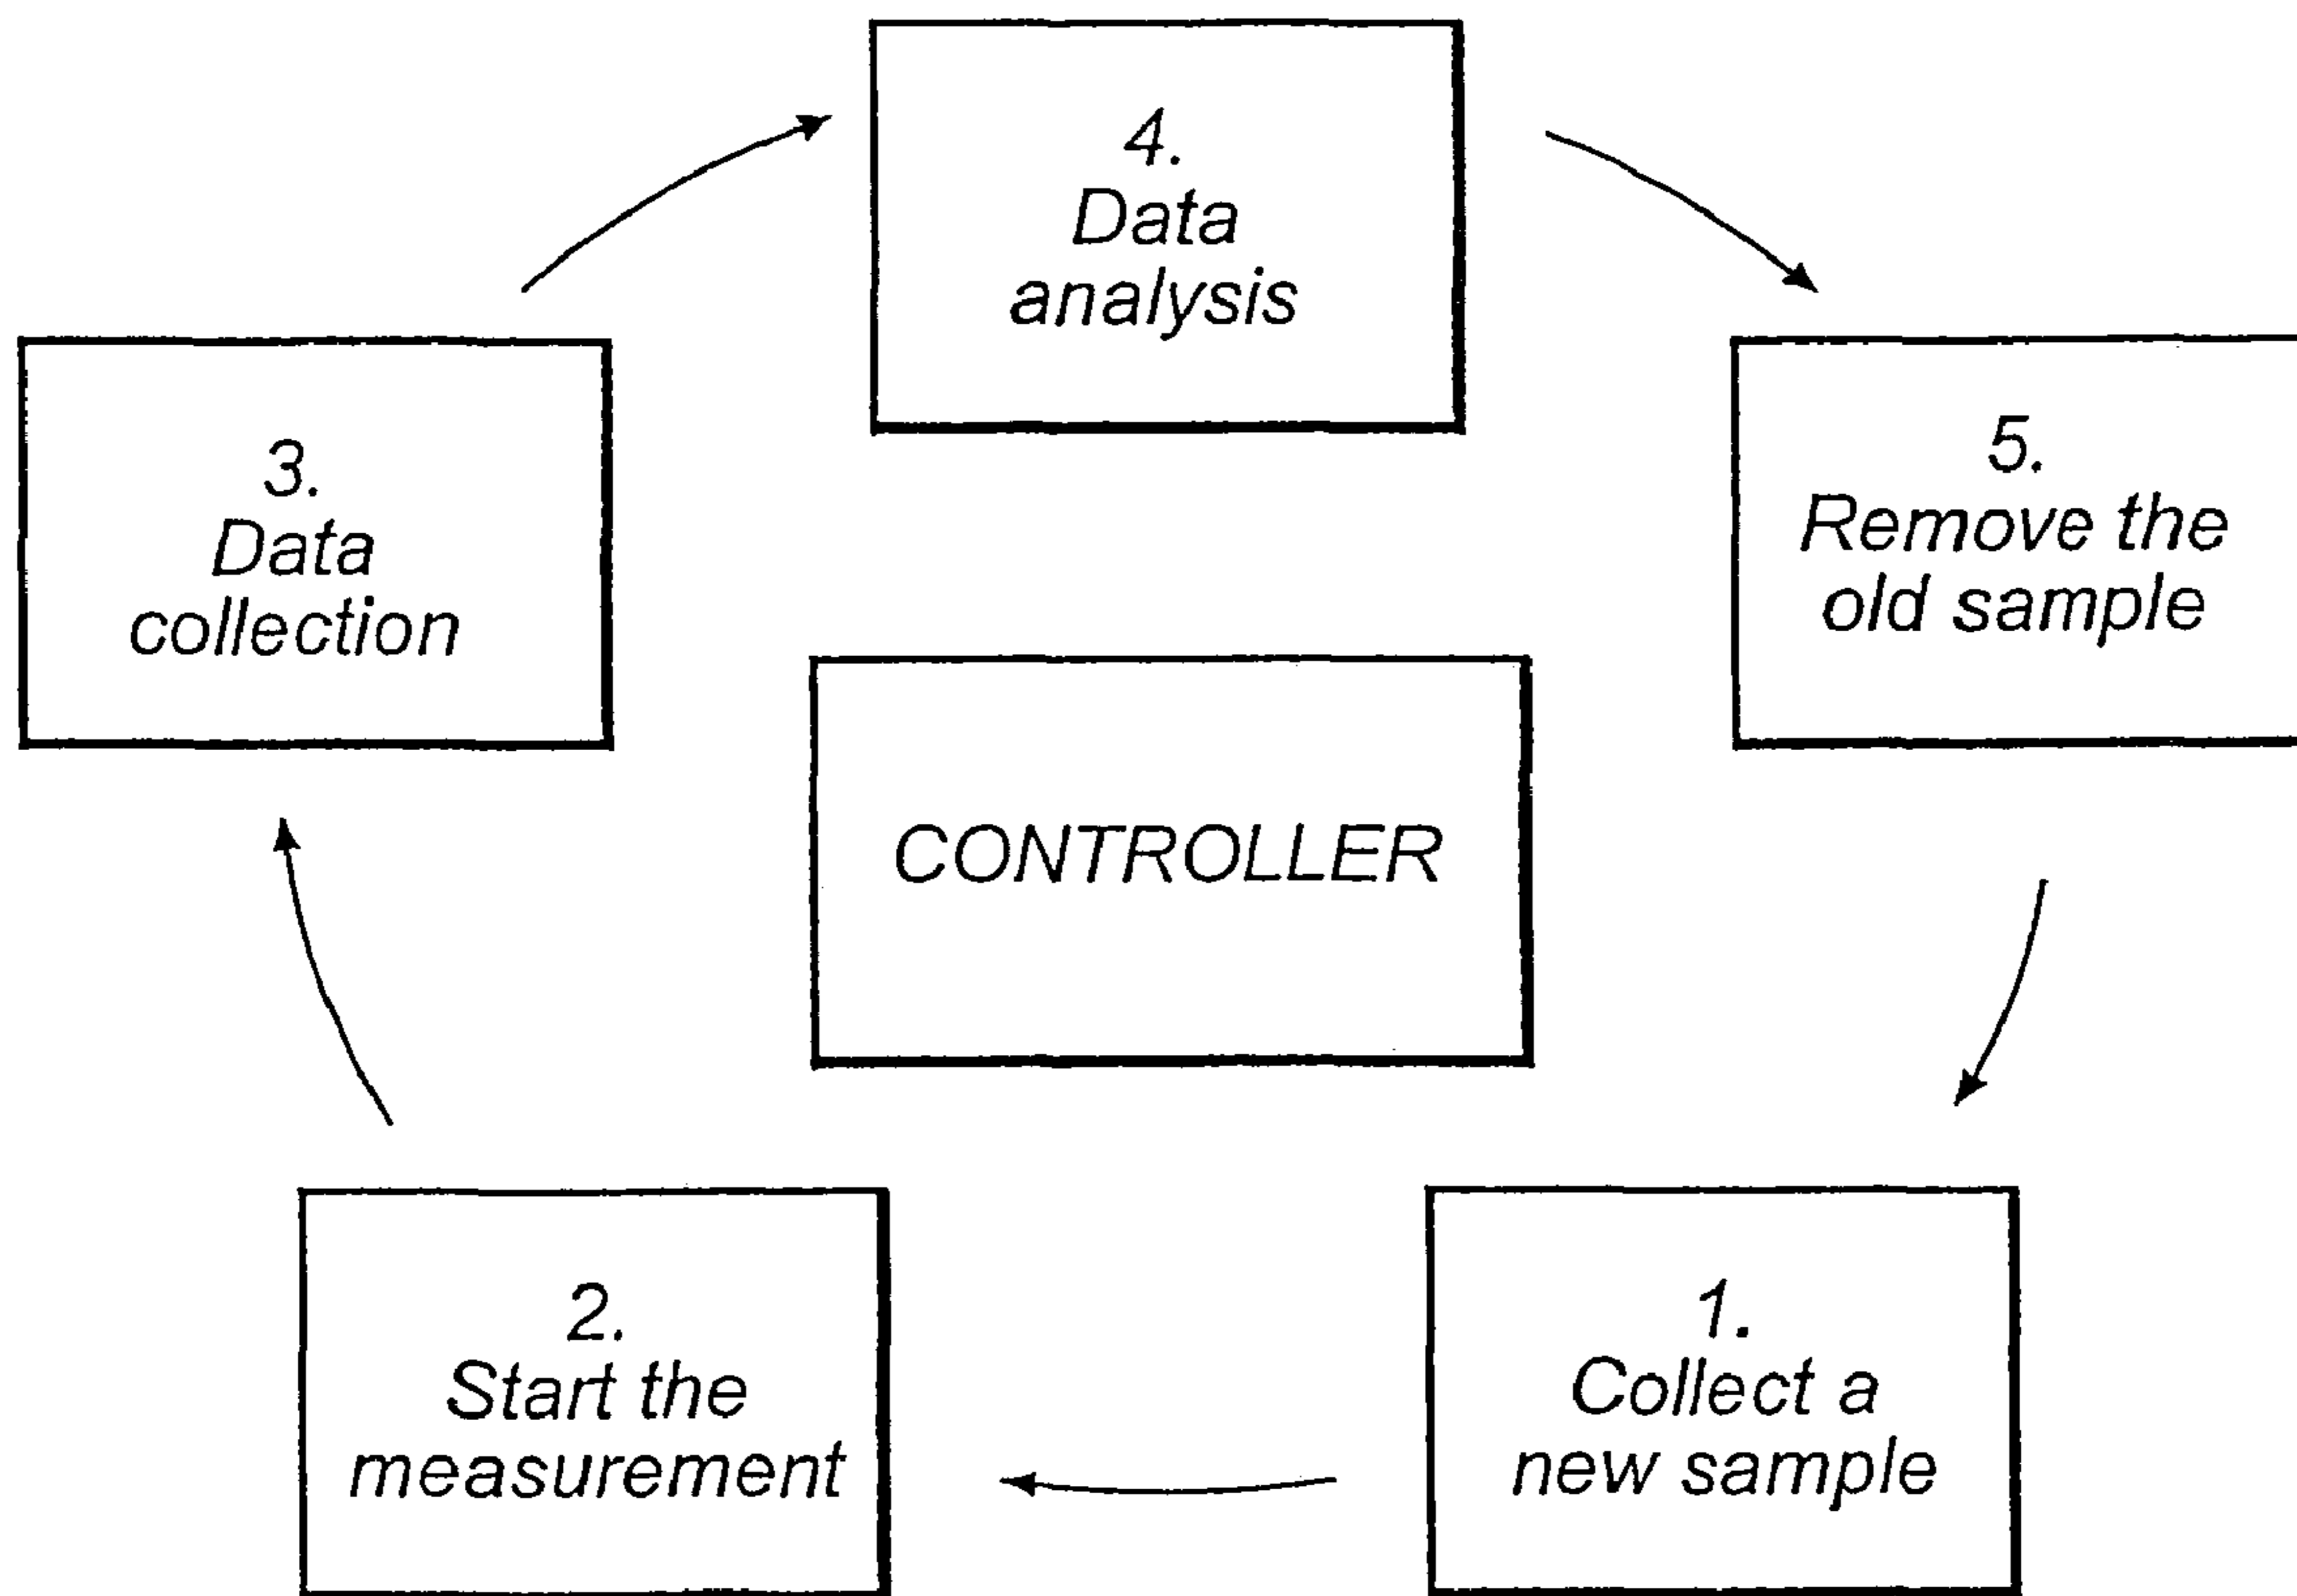 4.
Data
analysis
3.
Data
collection
5.
Remove the
old sample
CONTROLLER
2.
Start the
measurement
1.
Collect a
new sample